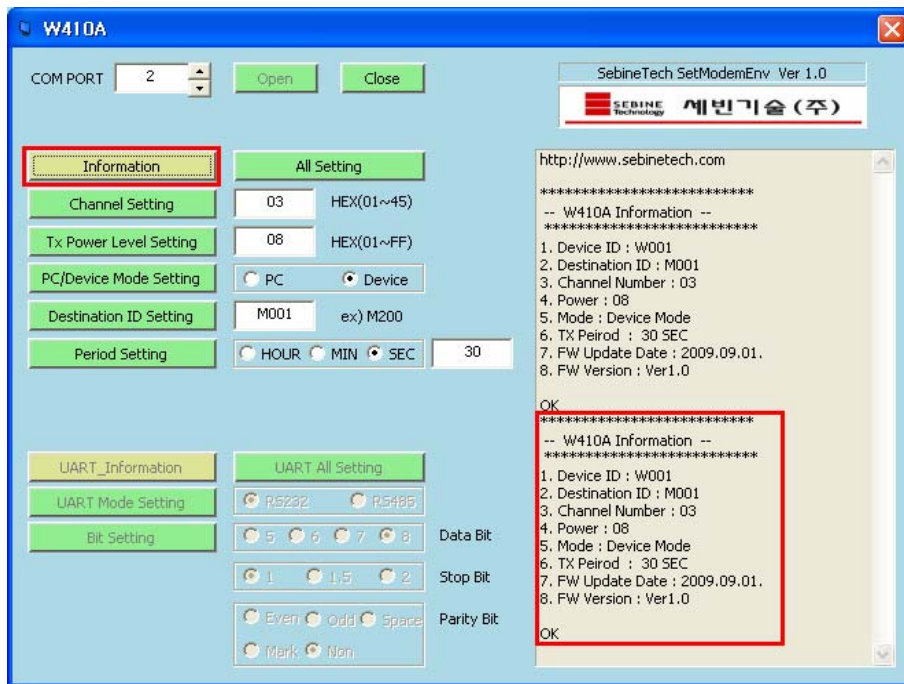 W410A
COM PORT 2 Open Close
SebineTech SetModemEnv Ver 1.0
SEBINE Technology 세빈기술(주)
Information All Setting
Channel Setting 03 HEX(01~45)
Tx Power Level Setting 08 HEX(01~FF)
PC/Device Mode Setting PC Device
Destination ID Setting M001 ex) M200
Period Setting HOUR MIN SEC 30
UART_Information UART All Setting
UART Mode Setting RS232 RS485
Bit Setting 5 6 7 8 Data Bit
1 1.5 2 Stop Bit
Even Odd Space Parity Bit
Mark Non
http://www.sebinetech.com
***************************
-- W410A Information --
***************************
1. Device ID : W001
2. Destination ID : M001
3. Channel Number : 03
4. Power : 08
5. Mode : Device Mode
6. TX Peirod : 30 SEC
7. FW Update Date : 2009.09.01.
8. FW Version : Ver1.0
OK
***************************
-- W410A Information --
***************************
1. Device ID : W001
2. Destination ID : M001
3. Channel Number : 03
4. Power : 08
5. Mode : Device Mode
6. TX Peirod : 30 SEC
7. FW Update Date : 2009.09.01.
8. FW Version : Ver1.0
OK